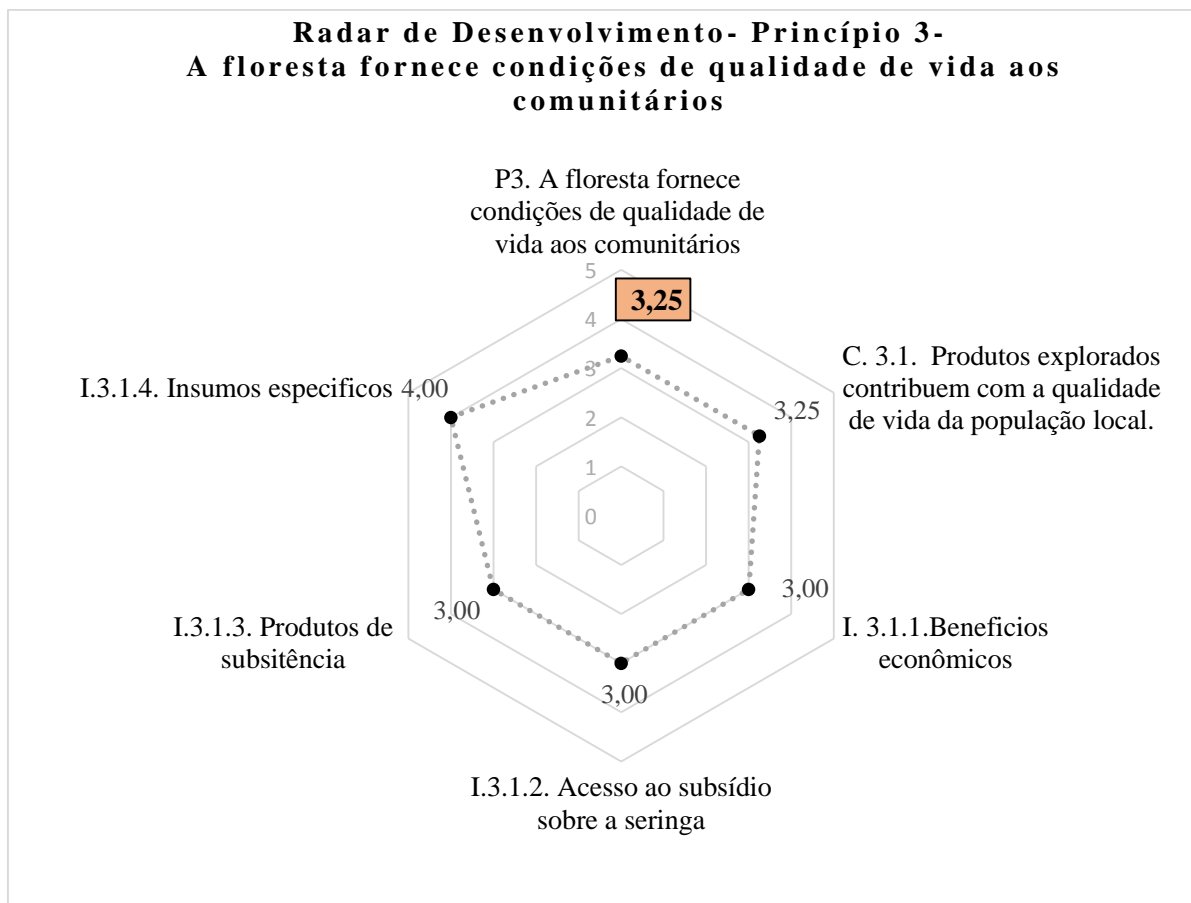 Radar de Desenvolvimento- Princípio 3-
A floresta fornece condições de qualidade de vida aos
comunitários
P3. A floresta fornece
condições de qualidade de
vida aos comunitários
5
3,25
4
3
2
1
0
C. 3.1. Produtos explorados
contribuem com a qualidade
de vida da população local.
3,25
I. 3.1.1.Beneficios
econômicos
3,00
I.3.1.2. Acesso ao subsídio
sobre a seringa
3,00
I.3.1.3. Produtos de
subsitência
3,00
I.3.1.4. Insumos especificos 4,00